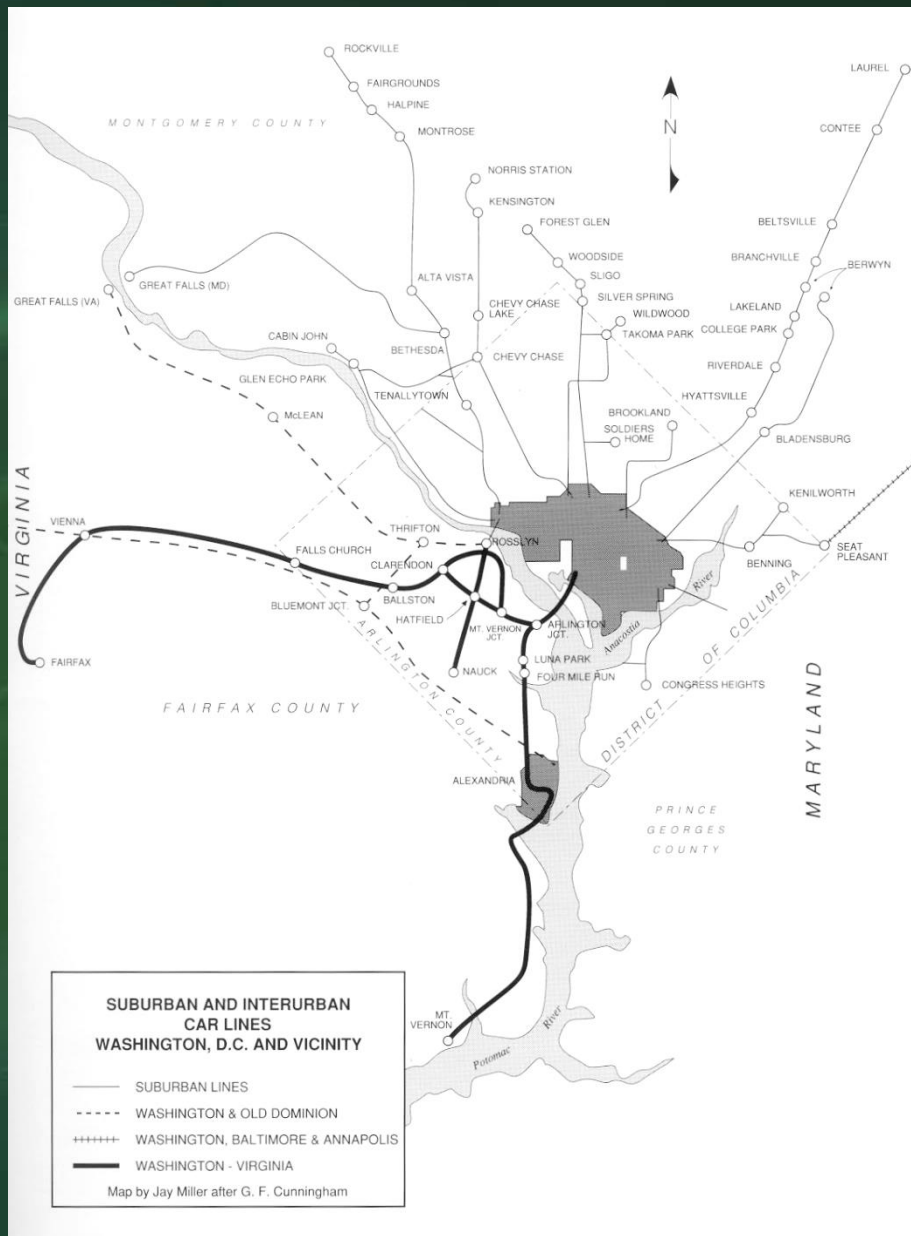 ROCKVILLE
LAUREL
FAIRGROUNDS
HALPINE
MONTGOMERY COUNTY
N
CONTEE
MONTROSE
NORRIS STATION
KENSINGTON
FOREST GLEN
BELTSVILLE
WOODSIDE
BRANCHVILLE
BERWYN
ALTA VISTA
SLIGO
GREAT FALLS (MD)
GREAT FALLS (VA)
SILVER SPRING
LAKELAND
CHEVY CHASE
LAKE
WILDWOOD
COLLEGE PARK
TAKOMA PARK
CABIN JOHN
BETHESDA
CHEVY CHASE
RIVERDALE
GLEN ECHO PARK
TENALLYTOWN
HYATTSVILLE
McLEAN
BROOKLAND
SOLDIERS
HOME
BLADENSBURG
VIRGINIA
KENILWORTH
VIENNA
THRIFTON
ROSSLYN
SEAT
PLEASANT
FALLS CHURCH
CLARENDON
BENNING
BALLSTON
BLUEMONT JCT.
HATFIELD
MT. VERNON
JCT.
ARLINGTON
JCT.
Anacostia
River
FAIRFAX
NAUCK
LUNA PARK
FOUR MILE RUN
CONGRESS HEIGHTS
DISTRICT OF COLUMBIA
MARYLAND
FAIRFAX COUNTY
ARLINGTON COUNTY
ALEXANDRIA
PRINCE
GEORGES
COUNTY
MT.
VERNON
Potomac
River
SUBURBAN AND INTERURBAN
CAR LINES
WASHINGTON, D.C. AND VICINITY
SUBURBAN LINES
WASHINGTON & OLD DOMINION
WASHINGTON, BALTIMORE & ANNAPOLIS
WASHINGTON - VIRGINIA
Map by Jay Miller after G. F. Cunningham